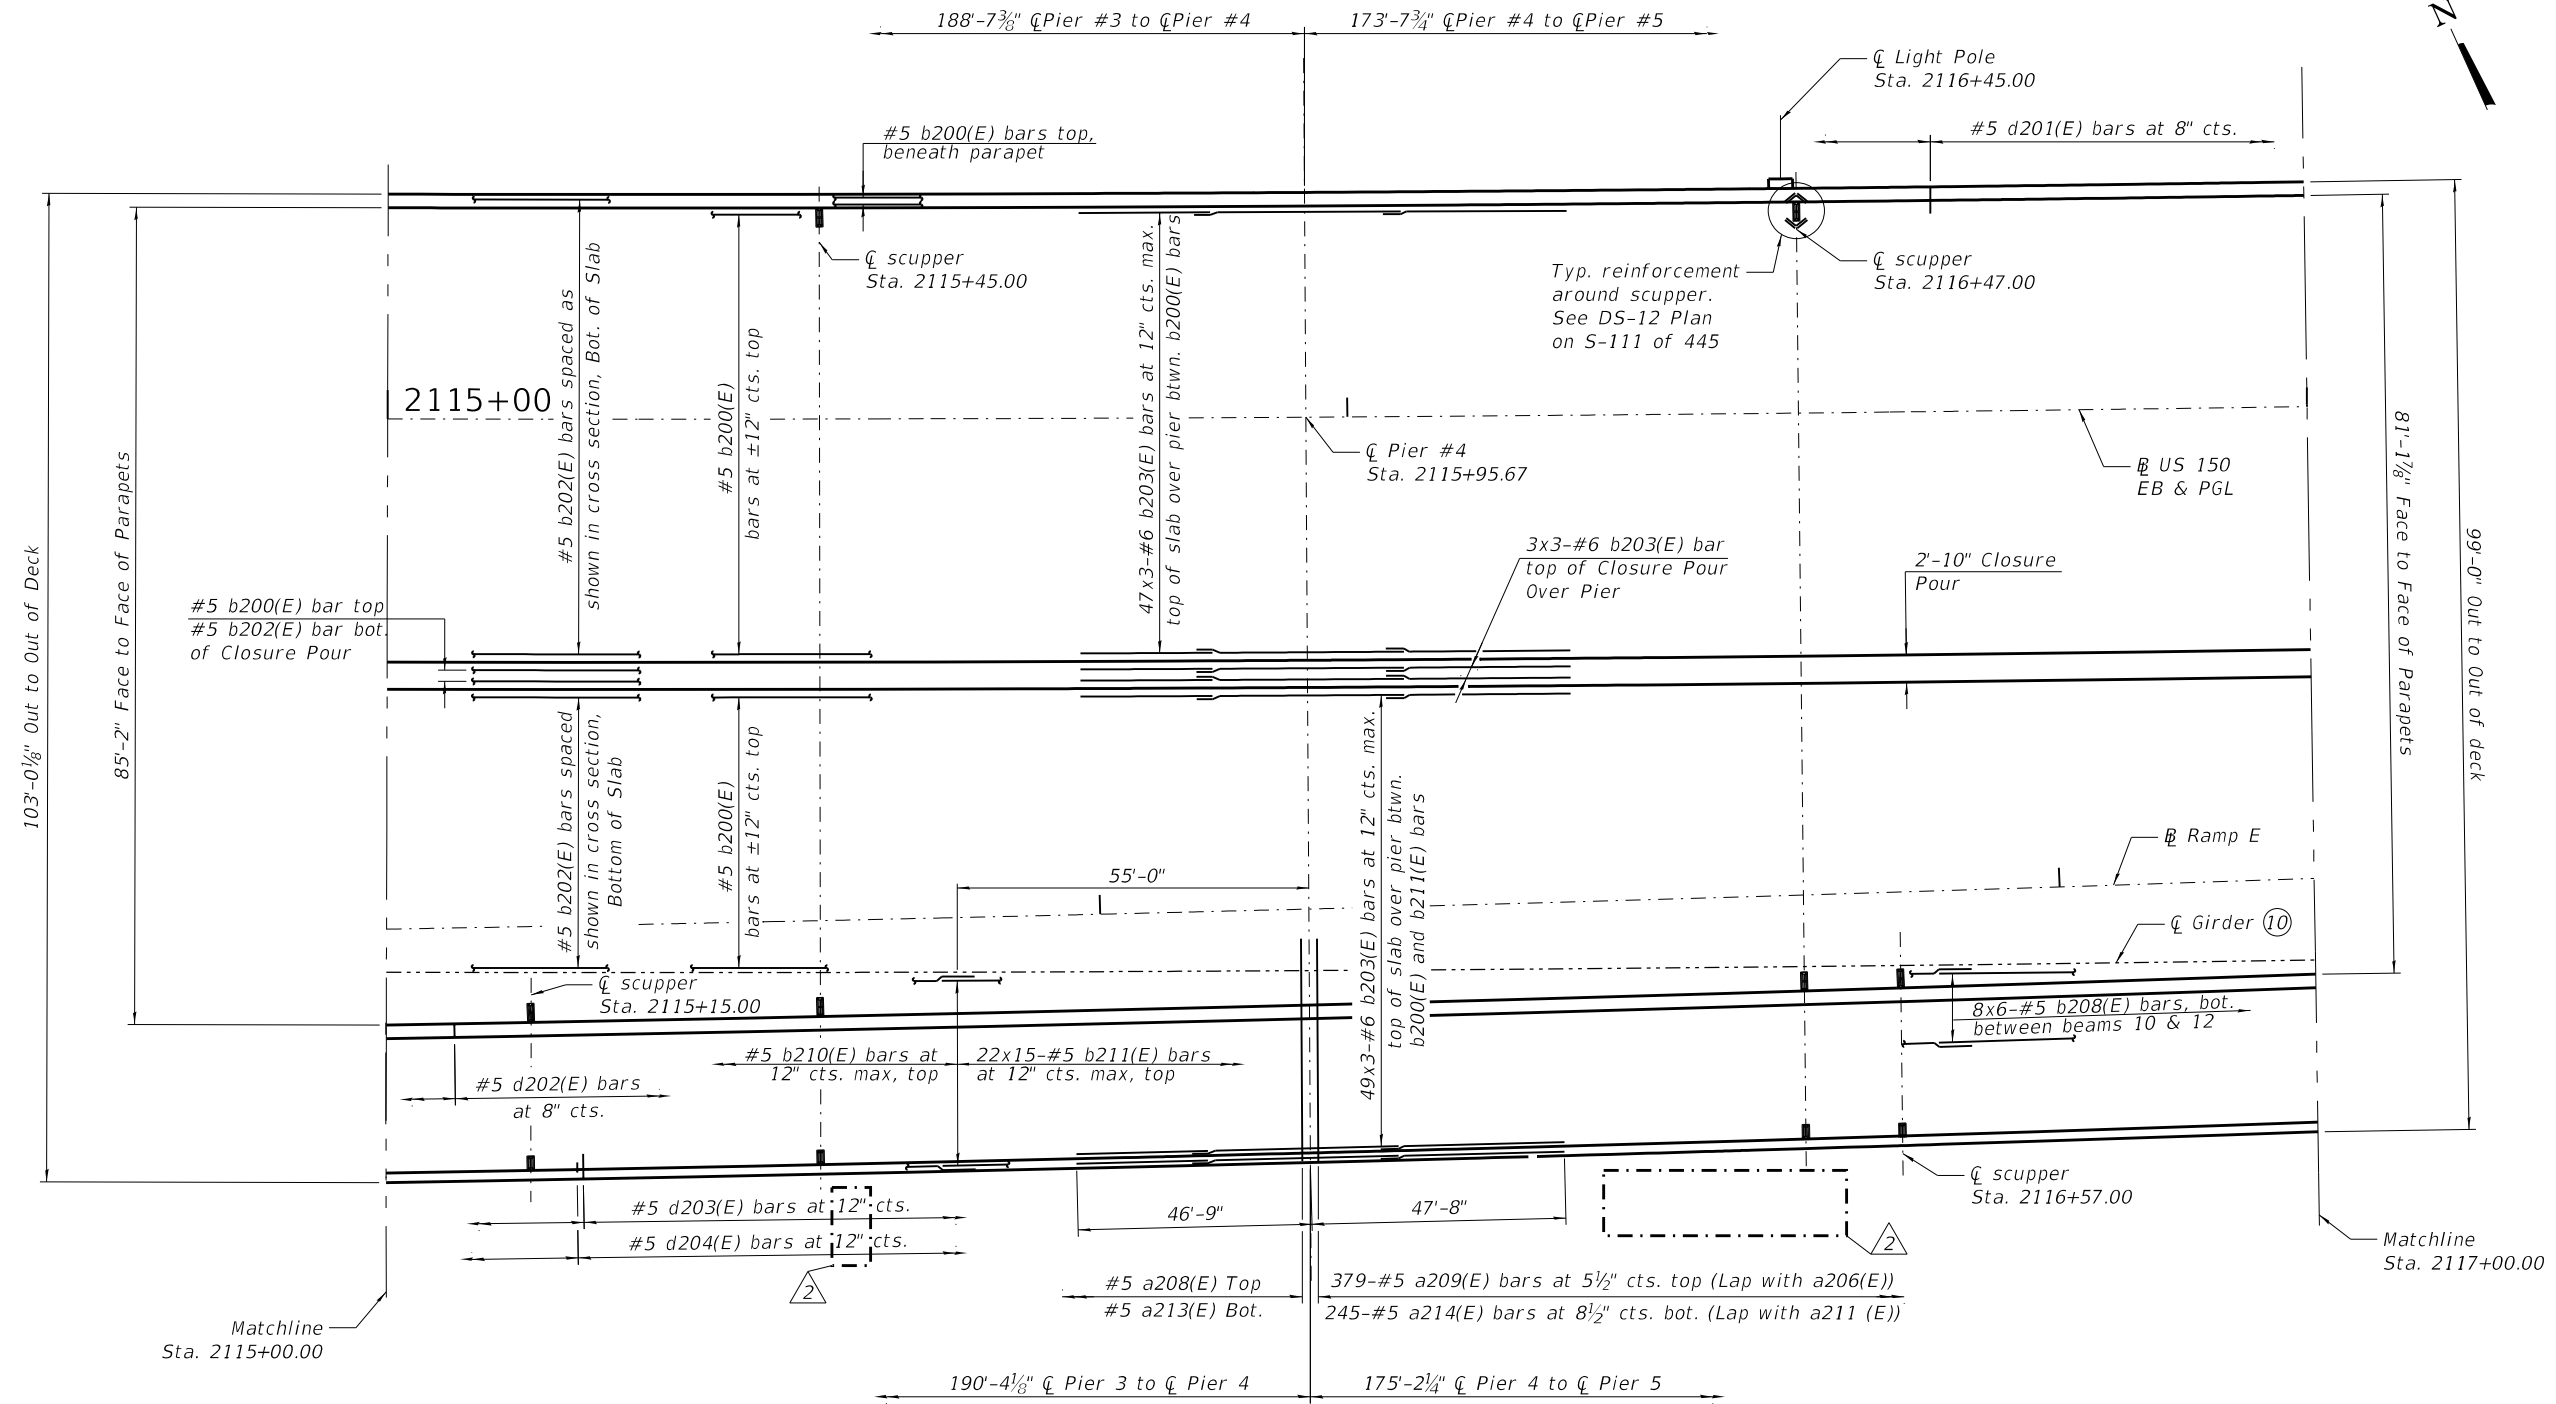 188'-7⅜" ℄Pier #3 to ℄Pier #4
173'-7¾" ℄Pier #4 to ℄Pier #5
N
℄ Light Pole
Sta. 2116+45.00
#5 b200(E) bars top,
beneath parapet
#5 d201(E) bars at 8" cts.
℄ scupper
Sta. 2115+45.00
℄ scupper
Sta. 2116+47.00
Typ. reinforcement
around scupper.
See DS-12 Plan
on S-111 of 445
#5 b202(E) bars spaced as
shown in cross section, Bot. of Slab
#5 b200(E)
bars at ±12" cts. top
47x3-#6 b203(E) bars at 12" cts. max.
top of slab over pier btwn. b200(E) bars
2115+00
℄ Pier #4
Sta. 2115+95.67
BL US 150
EB & PGL
103'-0⅛" Out to Out of Deck
85'-2" Face to Face of Parapets
81'-1⅞" Face to Face of Parapets
99'-0" Out to Out of deck
3x3-#6 b203(E) bar
top of Closure Pour
Over Pier
2'-10" Closure
Pour
#5 b200(E) bar top
#5 b202(E) bar bot.
of Closure Pour
#5 b202(E) bars spaced
shown in cross section,
Bottom of Slab
#5 b200(E)
bars at ±12" cts. top
49x3-#6 b203(E) bars at 12" cts. max.
top of slab over pier btwn.
b200(E) and b211(E) bars
55'-0"
BL Ramp E
℄ Girder 10
℄ scupper
Sta. 2115+15.00
8x6-#5 b208(E) bars, bot.
between beams 10 & 12
#5 b210(E) bars at
12" cts. max, top
22x15-#5 b211(E) bars
at 12" cts. max, top
#5 d202(E) bars
at 8" cts.
℄ scupper
Sta. 2116+57.00
#5 d203(E) bars at 12" cts.
#5 d204(E) bars at 12" cts.
46'-9"
47'-8"
2
2
Matchline
Sta. 2117+00.00
#5 a208(E) Top
#5 a213(E) Bot.
379-#5 a209(E) bars at 5½" cts. top (Lap with a206(E))
245-#5 a214(E) bars at 8½" cts. bot. (Lap with a211 (E))
Matchline
Sta. 2115+00.00
190'-4⅛" ℄ Pier 3 to ℄ Pier 4
175'-2¼" ℄ Pier 4 to ℄ Pier 5